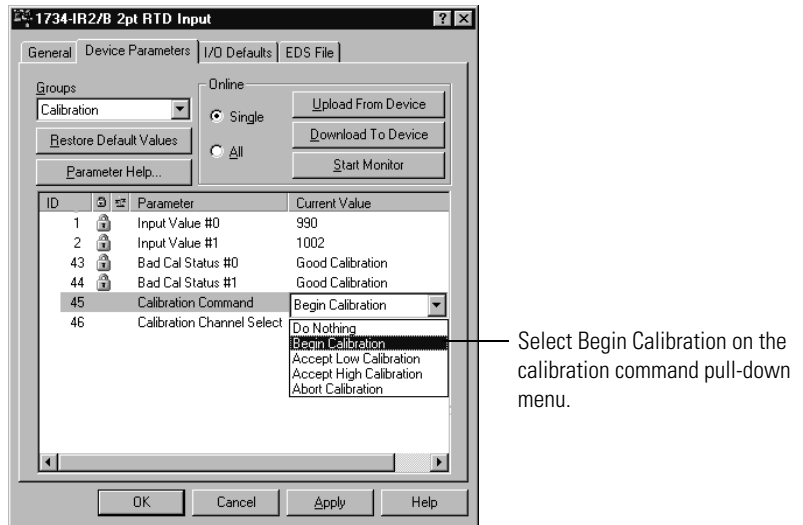 1734-IR2/B 2pt RTD Input
General Device Parameters I/O Defaults EDS File
Groups
Calibration
Restore Default Values
Parameter Help...
Online
Single
All
Upload From Device
Download To Device
Start Monitor
ID Parameter Current Value
1 Input Value #0 990
2 Input Value #1 1002
43 Bad Cal Status #0 Good Calibration
44 Bad Cal Status #1 Good Calibration
45 Calibration Command Begin Calibration
46 Calibration Channel Select
Do Nothing
Begin Calibration
Accept Low Calibration
Accept High Calibration
Abort Calibration
OK Cancel Apply Help
Select Begin Calibration on the
calibration command pull-down
menu.